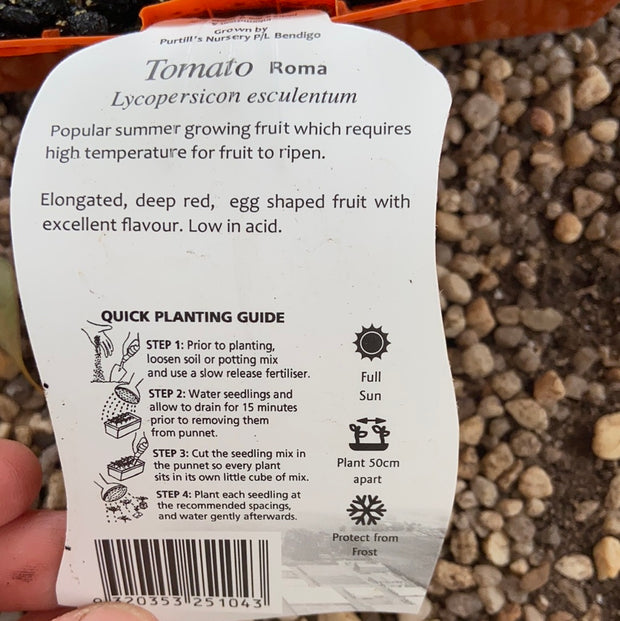 Grown by
Purtill's Nursery P/L Bendigo
Tomato Roma
Lycopersicon esculentum
Popular summer growing fruit which requires
high temperature for fruit to ripen.
Elongated, deep red, egg shaped fruit with
excellent flavour. Low in acid.
QUICK PLANTING GUIDE
STEP 1: Prior to planting,
loosen soil or potting mix
and use a slow release fertiliser.
STEP 2: Water seedlings and
allow to drain for 15 minutes
prior to removing them
from punnet.
STEP 3: Cut the seedling mix in
the punnet so every plant
sits in its own little cube of mix.
STEP 4: Plant each seedling at
the recommended spacings,
and water gently afterwards.
Full
Sun
Plant 50cm
apart
Protect from
Frost
9 320353 251043